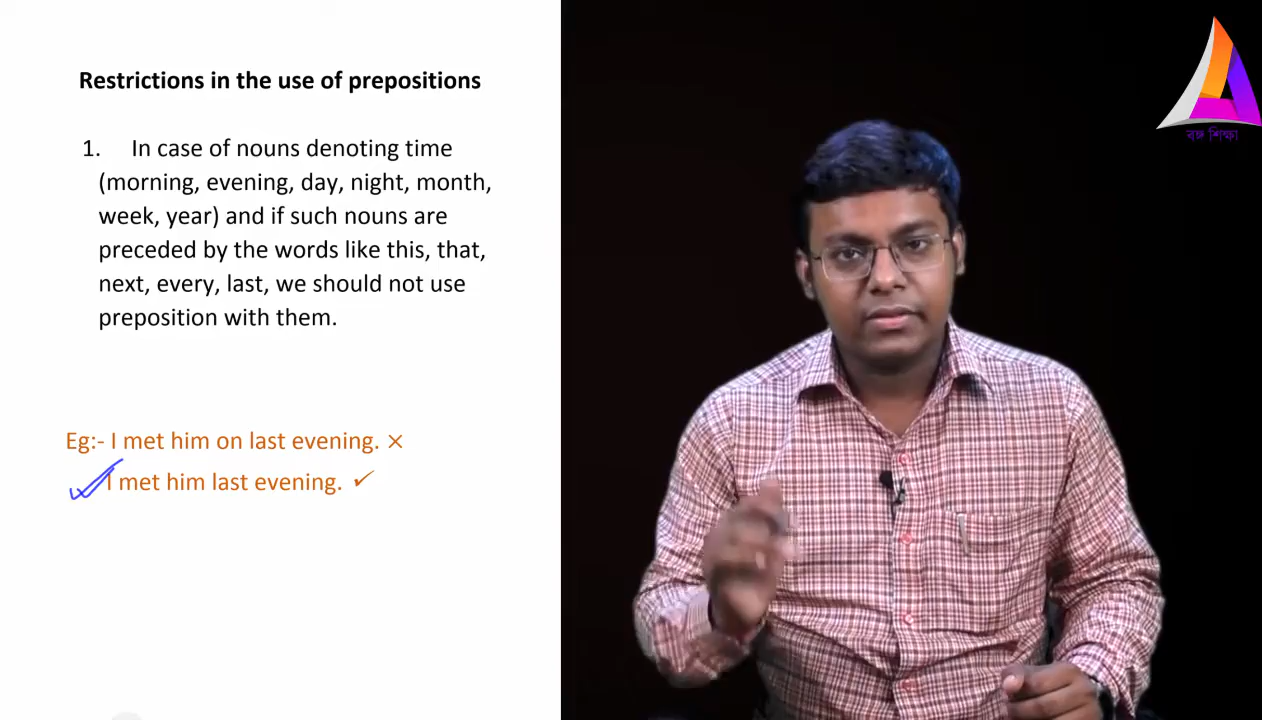 Restrictions in the use of prepositions
1. In case of nouns denoting time
(morning, evening, day, night, month,
week, year) and if such nouns are
preceded by the words like this, that,
next, every, last, we should not use
preposition with them.
Eg:- I met him on last evening. ×
I met him last evening. ✓
বঙ্গ শিক্ষা